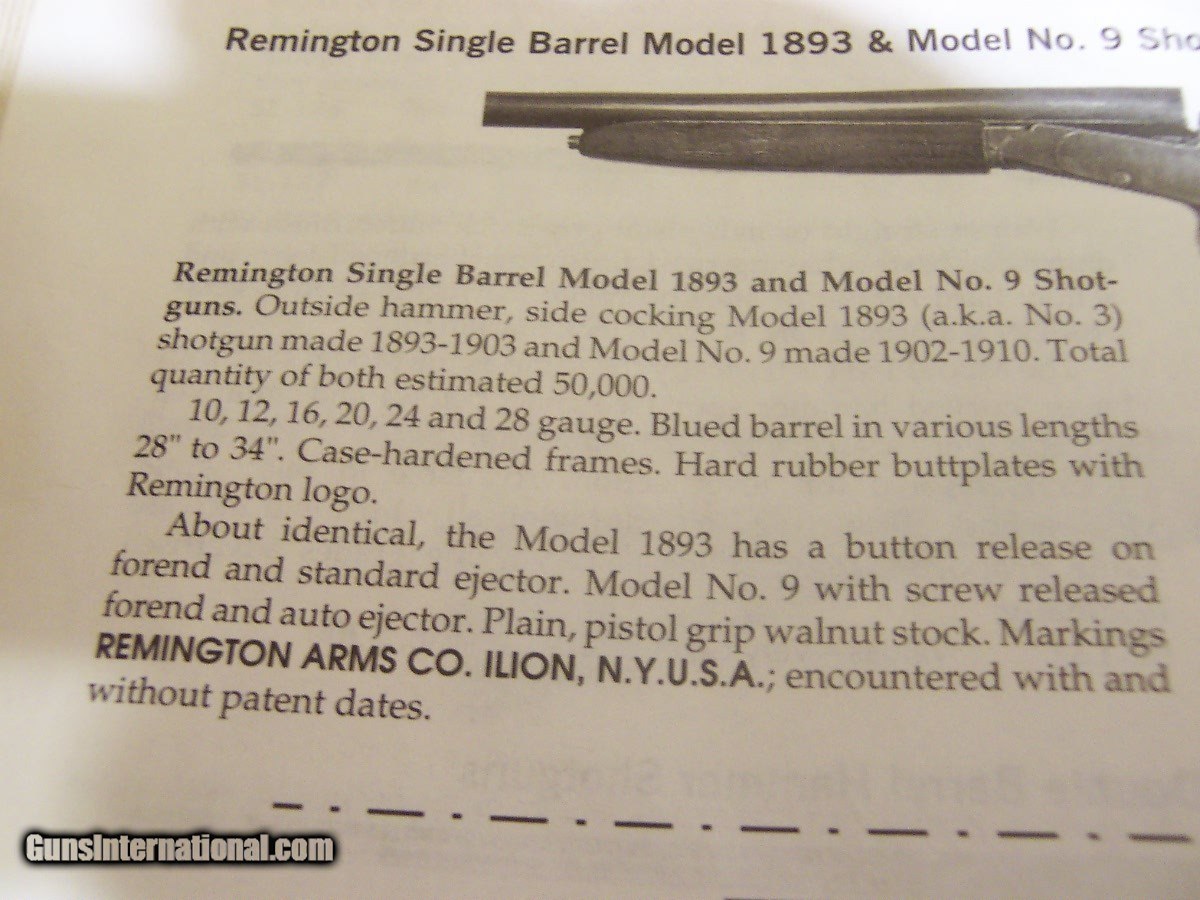 Remington Single Barrel Model 1893 & Model No. 9
Remington Single Barrel Model 1893 and Model No. 9 Shot-
guns. Outside hammer, side cocking Model 1893 (a.k.a. No. 3)
shotgun made 1893-1903 and Model No. 9 made 1902-1910. Total
quantity of both estimated 50,000.
10, 12, 16, 20, 24 and 28 gauge. Blued barrel in various lengths
28" to 34". Case-hardened frames. Hard rubber buttplates with
Remington logo.
About identical, the Model 1893 has a button release on
forend and standard ejector. Model No. 9 with screw released
forend and auto ejector. Plain, pistol grip walnut stock. Markings
REMINGTON ARMS CO. ILION, N.Y.U.S.A.; encountered with and
without patent dates.
GunsInternational.com